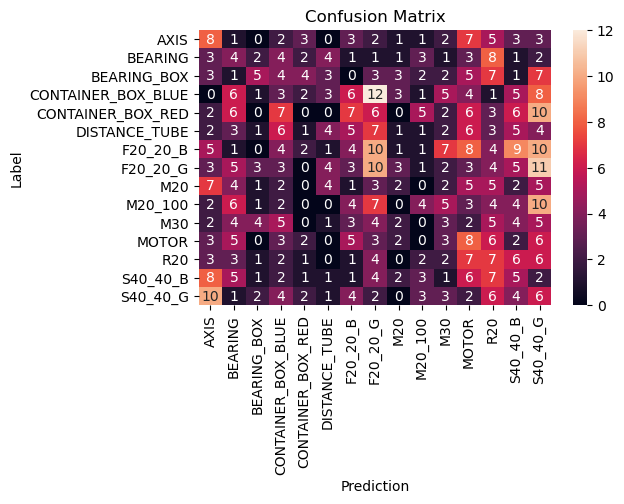 Confusion Matrix
AXIS 8 1 0 2 3 0 3 2 1 1 2 7 5 3 3
BEARING 3 4 2 4 2 4 1 1 1 3 1 3 8 1 2
BEARING_BOX 3 1 5 4 4 3 0 3 3 2 2 5 7 1 7
CONTAINER_BOX_BLUE 0 6 1 3 2 3 6 12 3 1 5 4 1 5 8
CONTAINER_BOX_RED 2 6 0 7 0 0 7 6 0 5 2 6 3 6 10
DISTANCE_TUBE 2 3 1 6 1 4 5 7 1 1 2 6 3 5 4
F20_20_B 5 1 0 4 2 1 4 10 1 1 7 8 4 9 10
F20_20_G 3 5 3 3 0 4 3 10 3 1 2 3 4 5 11
M20 7 4 1 2 0 4 1 3 2 0 2 5 5 2 5
M20_100 2 6 1 2 0 0 4 7 0 4 5 3 4 4 10
M30 2 4 4 5 0 1 3 4 1 3 2 2 5 4 5
MOTOR 3 5 0 3 2 0 5 3 2 0 3 8 6 2 6
R20 3 3 1 2 1 0 1 4 0 2 2 7 7 6 6
S40_40_B 8 5 1 2 1 1 1 4 2 3 1 6 7 5 2
S40_40_G 10 1 2 4 2 1 4 2 0 3 3 2 6 4 6
AXIS
BEARING
BEARING_BOX
CONTAINER_BOX_BLUE
CONTAINER_BOX_RED
DISTANCE_TUBE
F20_20_B
F20_20_G
M20
M20_100
M30
MOTOR
R20
S40_40_B
S40_40_G
Label
Prediction
12
10
8
6
4
2
0